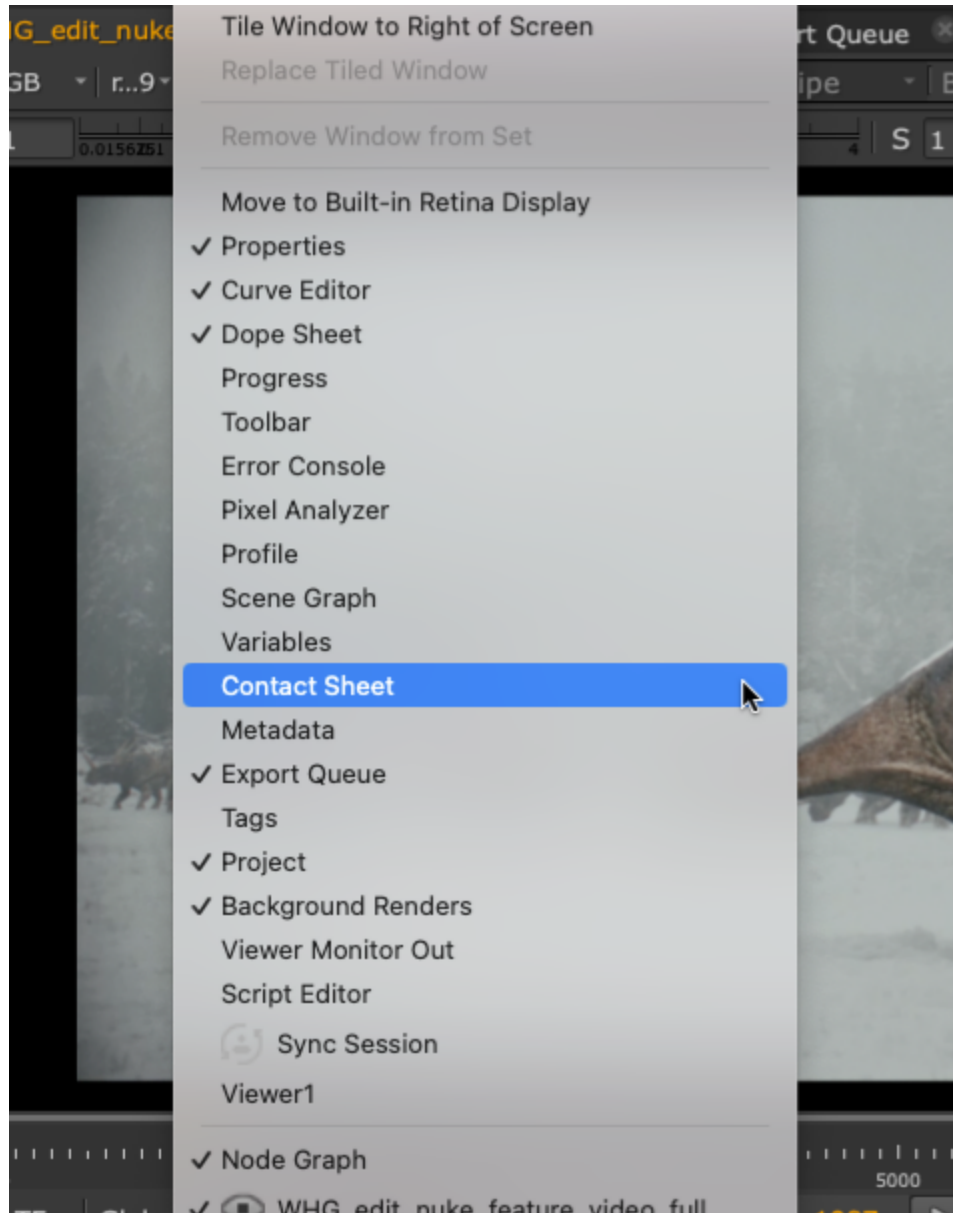 Tile Window to Right of Screen
Replace Tiled Window
Remove Window from Set
Move to Built-in Retina Display
✓ Properties
✓ Curve Editor
✓ Dope Sheet
Progress
Toolbar
Error Console
Pixel Analyzer
Profile
Scene Graph
Variables
Contact Sheet
Metadata
✓ Export Queue
Tags
✓ Project
✓ Background Renders
Viewer Monitor Out
Script Editor
Sync Session
Viewer1
✓ Node Graph
✓ WHG_edit_nuke_feature_video_full
IG_edit_nuke
GB
r...9
0.015625
1
rt Queue
ipe
4
S 1
5000